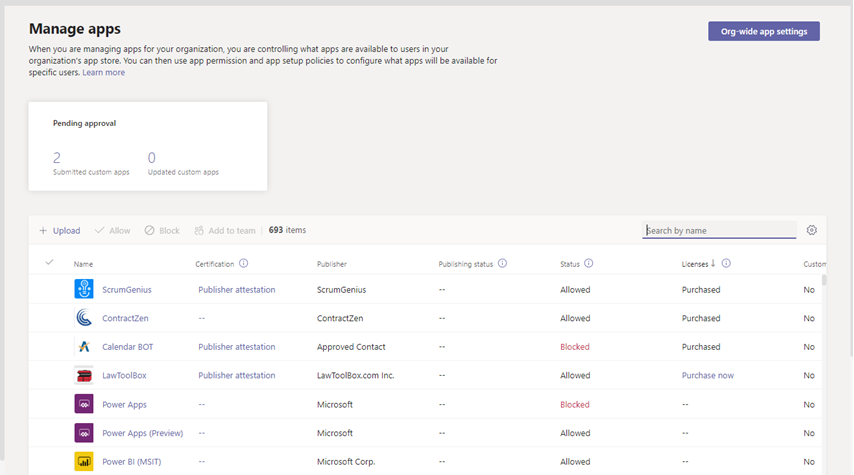 Manage apps
Org-wide app settings
When you are managing apps for your organization, you are controlling what apps are available to users in your
organization's app store. You can then use app permission and app setup policies to configure what apps will be available for
specific users. Learn more
Pending approval
2 0
Submitted custom apps Updated custom apps
+ Upload Allow Block Add to team | 693 items Search by name
Name Certification Publisher Publishing status Status Licenses ↓ Custom
ScrumGenius Publisher attestation ScrumGenius -- Allowed Purchased No
ContractZen -- ContractZen -- Allowed Purchased No
Calendar BOT Publisher attestation Approved Contact -- Blocked Purchased No
LawToolBox Publisher attestation LawToolBox.com Inc. -- Allowed Purchase now No
Power Apps -- Microsoft -- Blocked -- No
Power Apps (Preview) -- Microsoft -- Allowed -- No
Power BI (MSIT) -- Microsoft Corp. -- Allowed -- No